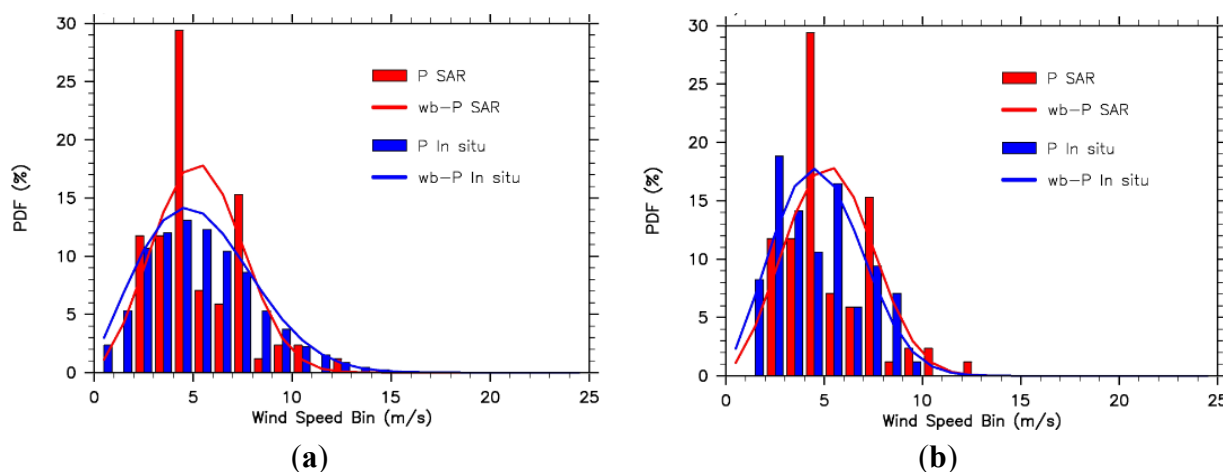 30
25
20
15
10
5
0
PDF (%)
P SAR
wb-P SAR
P In situ
wb-P In situ
0 5 10 15 20 25
Wind Speed Bin (m/s)
(a)
30
25
20
15
10
5
0
PDF (%)
P SAR
wb-P SAR
P In situ
wb-P In situ
0 5 10 15 20 25
Wind Speed Bin (m/s)
(b)